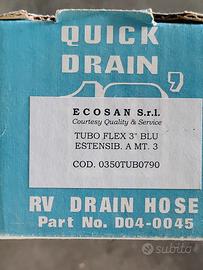 QUICK
DRAIN
10'
ECOSAN S.r.l.
Courtesy Quality & Service
TUBO FLEX 3" BLU
ESTENSIB. A MT. 3
COD. 0350TUB0790
RV DRAIN HOSE
Part No. D04-0045
subito